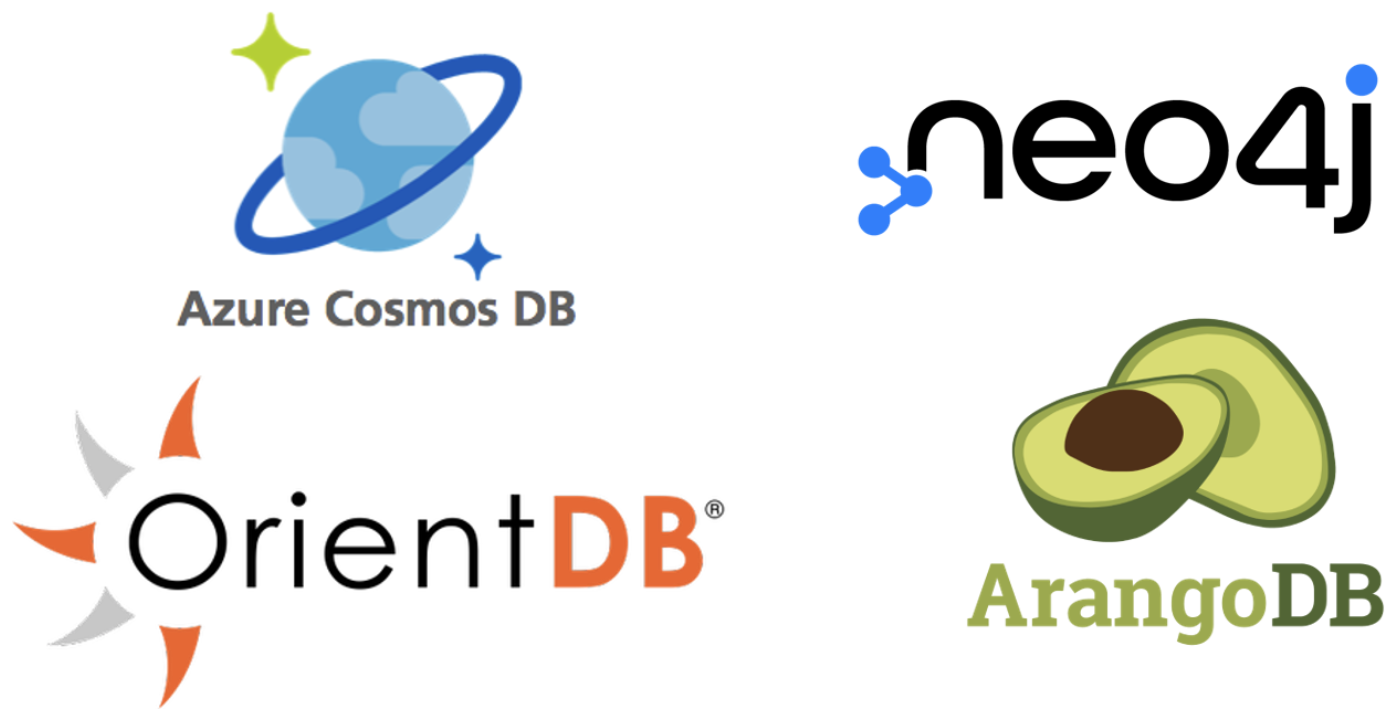 Azure Cosmos DB
neo4j
OrientDB®
ArangoDB